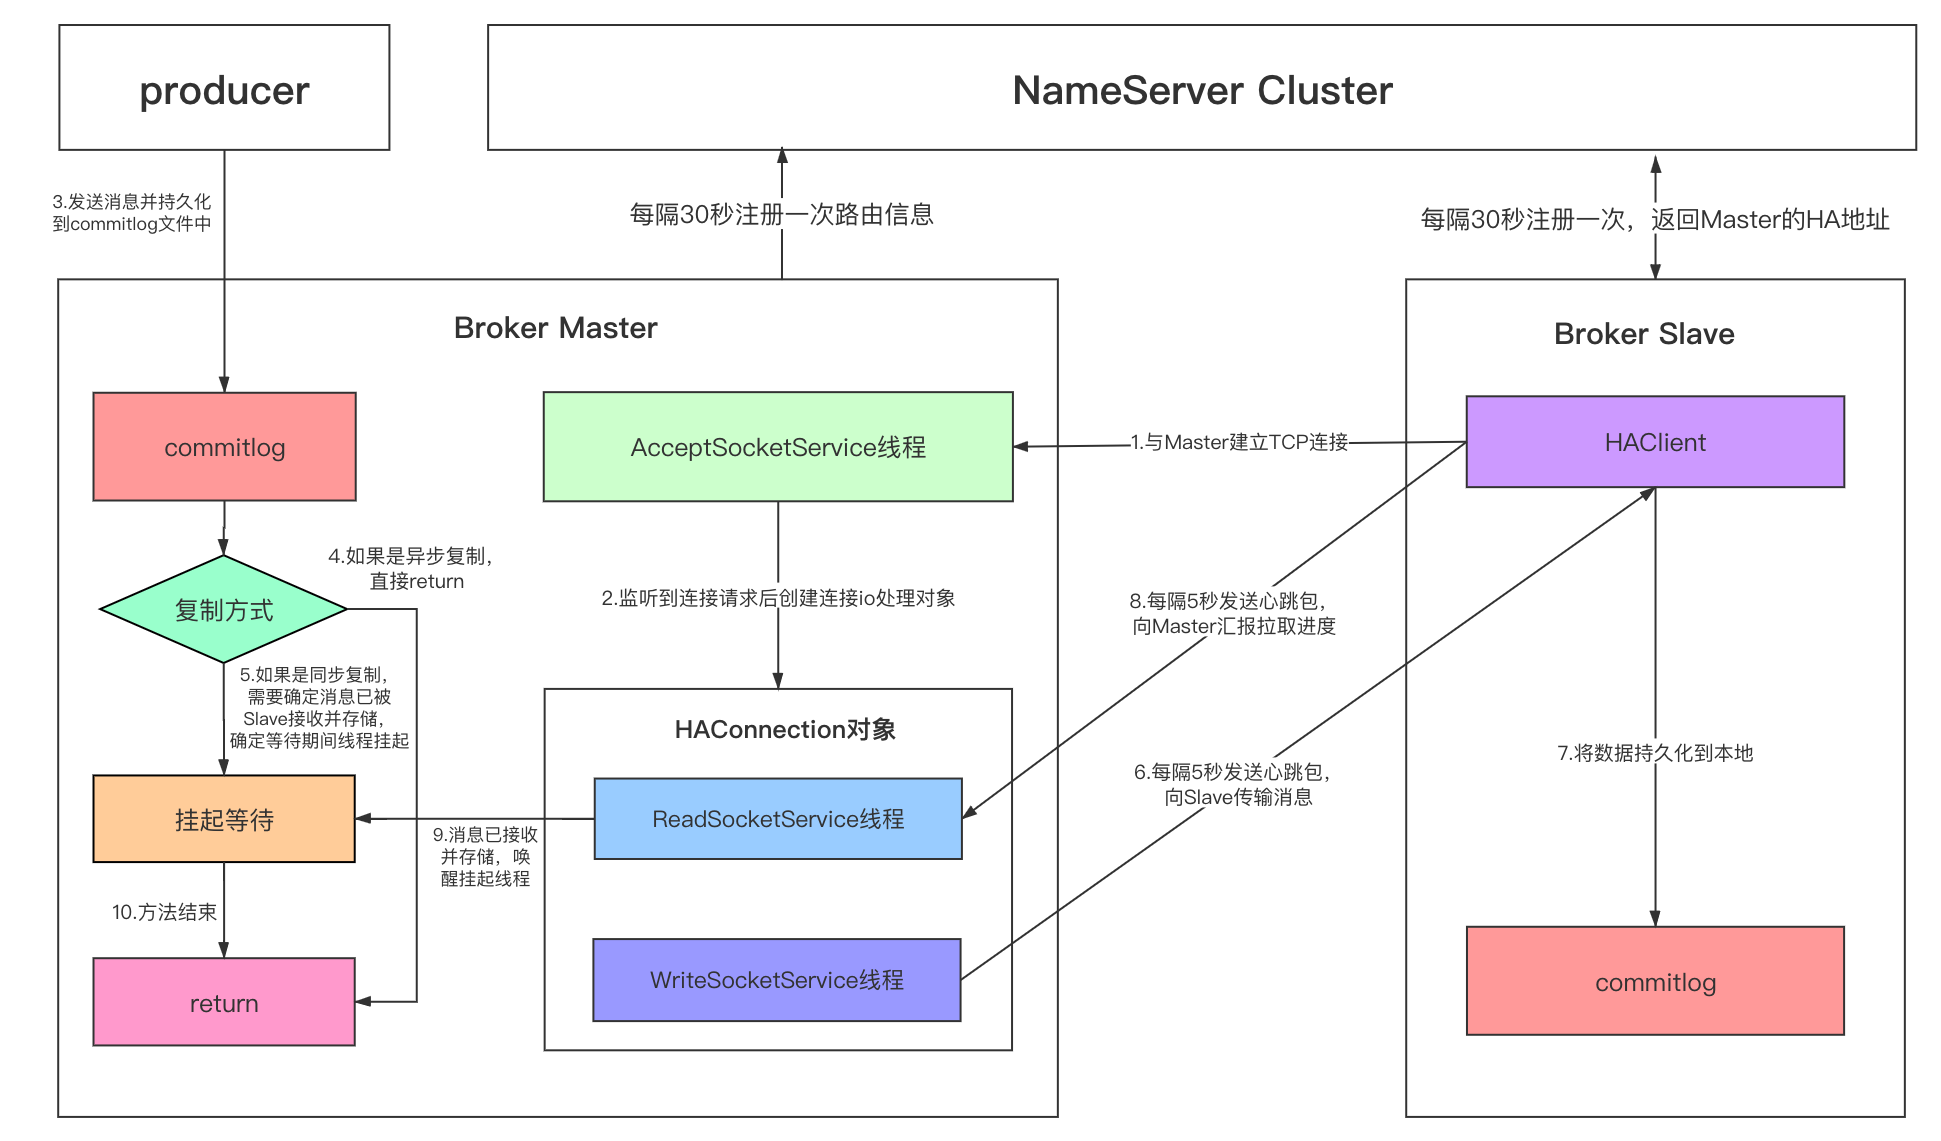 producer
NameServer Cluster
3.发送消息并持久化
到commitlog文件中
每隔30秒注册一次路由信息
每隔30秒注册一次，返回Master的HA地址
Broker Master
Broker Slave
commitlog
AcceptSocketService线程
1.与Master建立TCP连接
HAClient
4.如果是异步复制，
直接return
复制方式
2.监听到连接请求后创建连接io处理对象
8.每隔5秒发送心跳包，
向Master汇报拉取进度
5.如果是同步复制，
需要确定消息已被
Slave接收并存储，
确定等待期间线程挂起
HAConnection对象
6.每隔5秒发送心跳包，
向Slave传输消息
7.将数据持久化到本地
挂起等待
ReadSocketService线程
9.消息已接收
并存储，唤
醒挂起线程
10.方法结束
WriteSocketService线程
return
commitlog